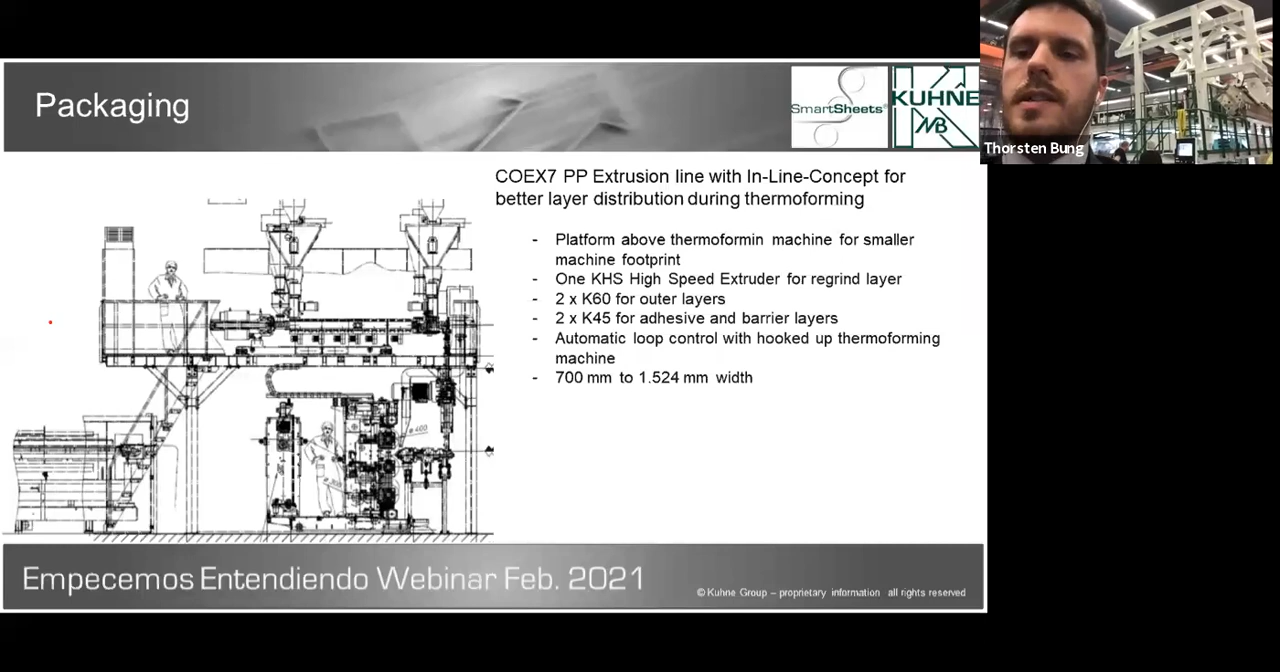 Packaging
SmartSheets
KUHNE
NB
Thorsten Bung
COEX7 PP Extrusion line with In-Line-Concept for
better layer distribution during thermoforming
- Platform above thermoformin machine for smaller
machine footprint
- One KHS High Speed Extruder for regrind layer
- 2 x K60 for outer layers
- 2 x K45 for adhesive and barrier layers
- Automatic loop control with hooked up thermoforming
machine
- 700 mm to 1.524 mm width
ø 400
Empecemos Entendiendo Webinar Feb. 2021
© Kuhne Group – proprietary information all rights reserved